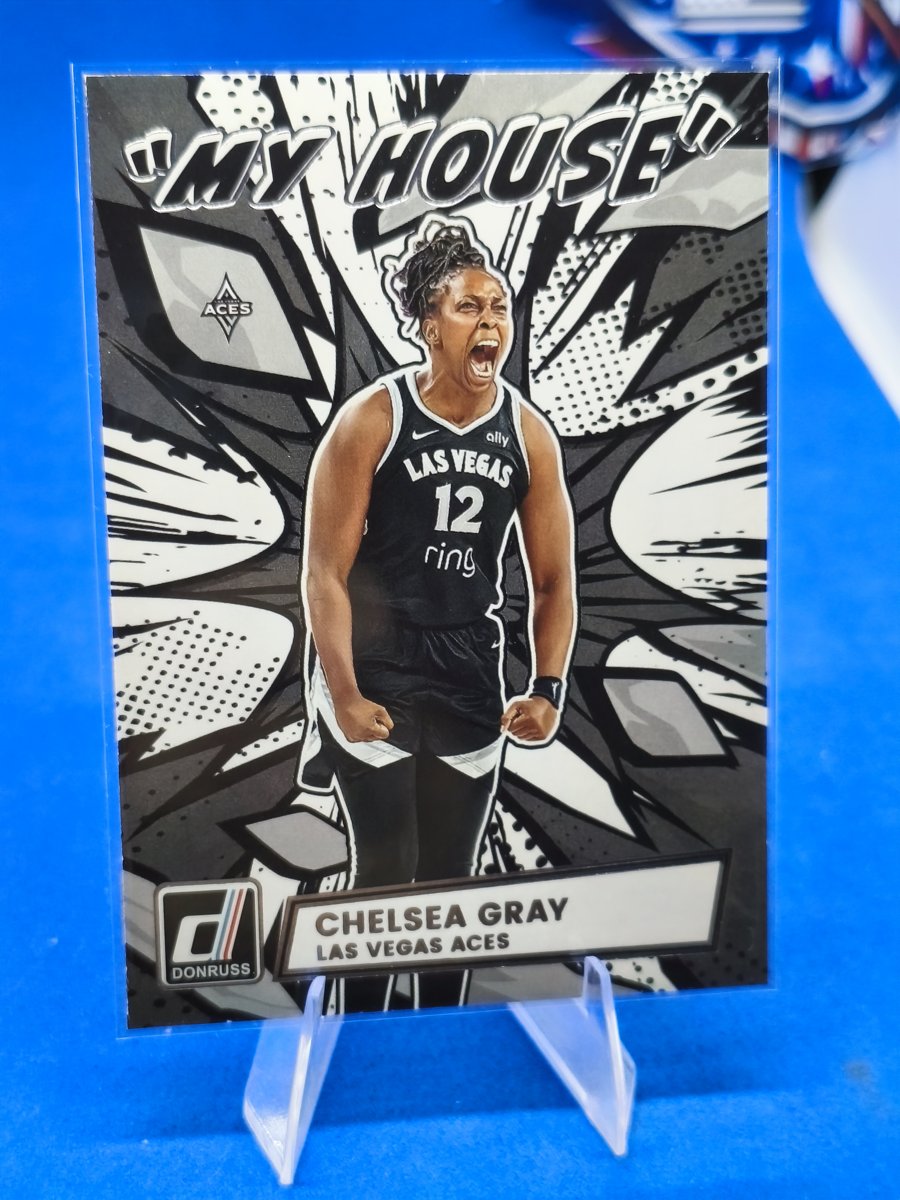 "MY HOUSE"
ACES
ally
LAS VEGAS
12
ring
CHELSEA GRAY
LAS VEGAS ACES
DONRUSS